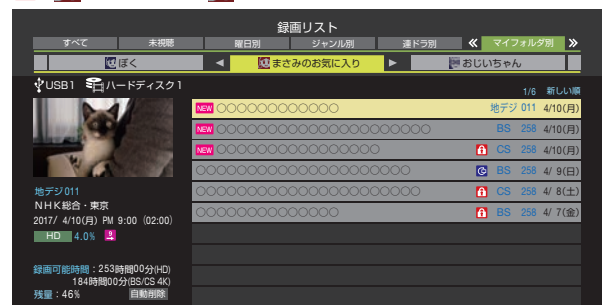 録画リスト
すべて 未視聴 曜日別 ジャンル別 連ドラ別 ≪ マイフォルダ別 ≫
ぼく ◀ まさみのお気に入り ▶ おじいちゃん
USB1 ハードディスク1
1/6 新しい順
NEW ○○○○○○○○○○○○○ 地デジ 011 4/10(月)
NEW ○○○○○○○○○○○○○○○○○○○○○○ BS 258 4/10(月)
NEW ○○○○○○○○○○○○○○○○○○○○ CS 258 4/10(月)
○○○○○○○○○○○○○○○○○○○○○○ BS 258 4/ 9(日)
○○○○○○○○○○○○○○○○○○○○○○○ CS 258 4/ 8(土)
○○○○○○○○○○○○○○○ BS 258 4/ 7(金)
地デジ011
NHK総合・東京
2017/ 4/10(月) PM 9:00 (02:00)
HD 4.0% 9
録画可能時間：253時間00分(HD)
184時間00分(BS/CS 4K)
残量：46% 自動削除